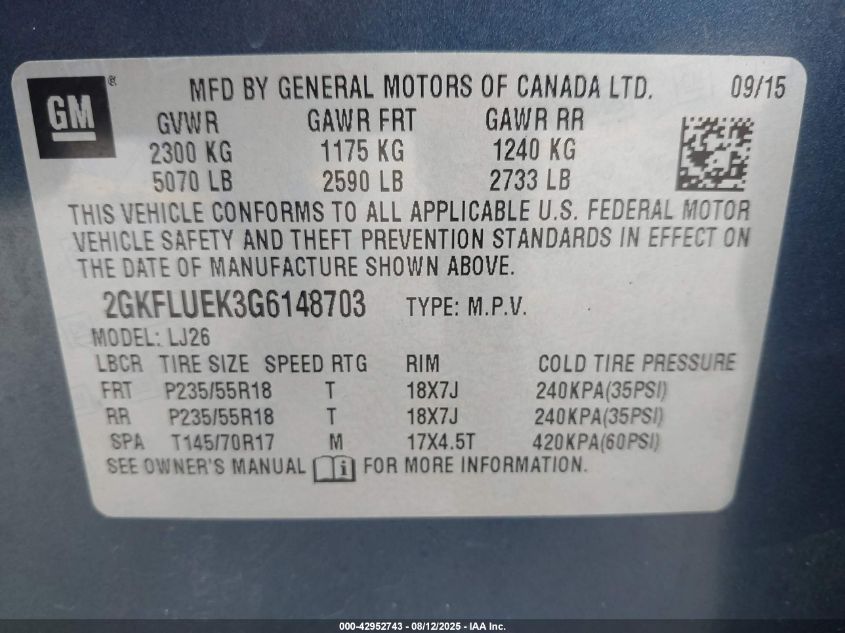 GM ® MFD BY GENERAL MOTORS OF CANADA LTD. 09/15
GVWR GAWR FRT GAWR RR
2300 KG 1175 KG 1240 KG
5070 LB 2590 LB 2733 LB
THIS VEHICLE CONFORMS TO ALL APPLICABLE U.S. FEDERAL MOTOR
VEHICLE SAFETY AND THEFT PREVENTION STANDARDS IN EFFECT ON
THE DATE OF MANUFACTURE SHOWN ABOVE.
2GKFLUEK3G6148703 TYPE: M.P.V.
MODEL: LJ26
LBCR TIRE SIZE SPEED RTG RIM COLD TIRE PRESSURE
FRT P235/55R18 T 18X7J 240KPA(35PSI)
RR P235/55R18 T 18X7J 240KPA(35PSI)
SPA T145/70R17 M 17X4.5T 420KPA(60PSI)
SEE OWNER'S MANUAL i FOR MORE INFORMATION.
000-42952743 - 08/12/2025 - IAA Inc.